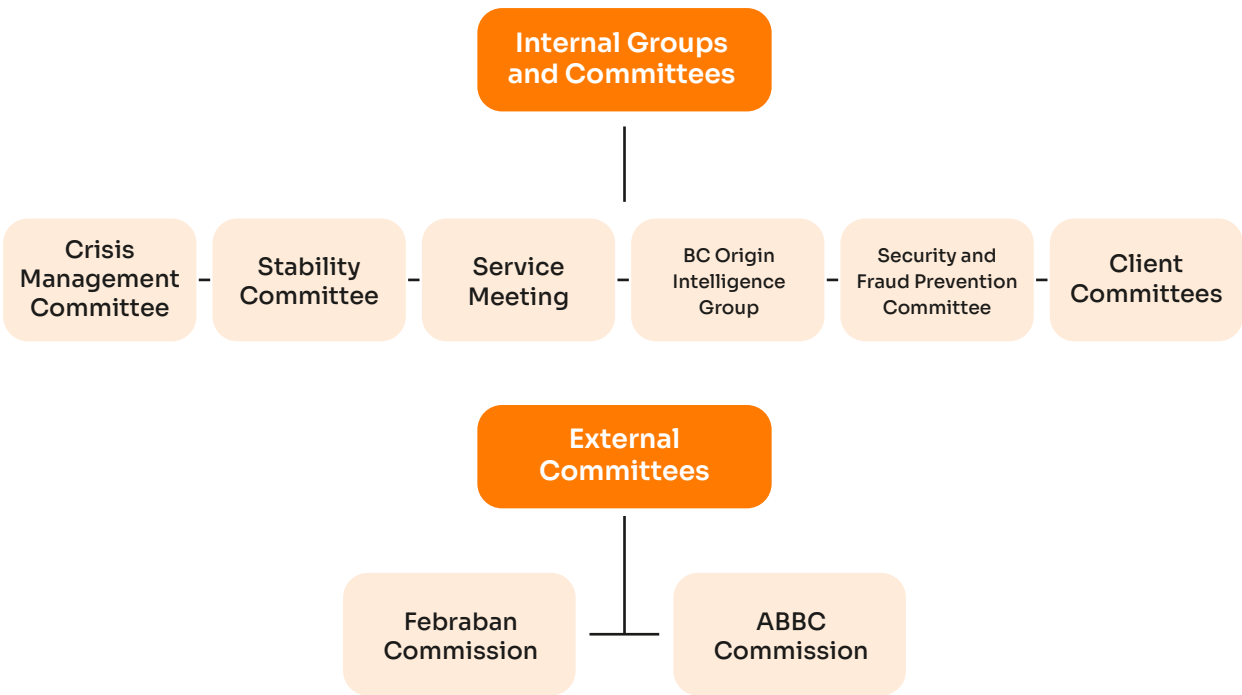 Internal Groups
and Committees
Crisis
Management
Committee
Stability
Committee
Service
Meeting
BC Origin
Intelligence
Group
Security and
Fraud Prevention
Committee
Client
Committees
External
Committees
Febraban
Commission
ABBC
Commission